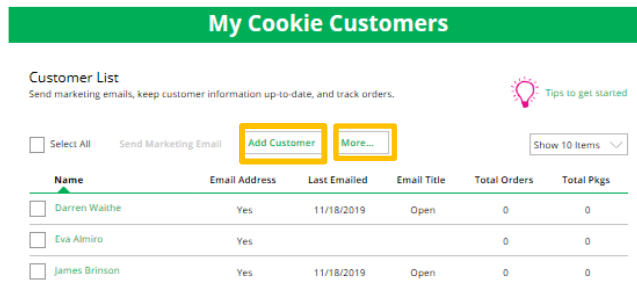 My Cookie Customers
Customer List
Send marketing emails, keep customer information up-to-date, and track orders.
Tips to get started
Select All Send Marketing Email Add Customer More... Show 10 Items
Name Email Address Last Emailed Email Title Total Orders Total Pkgs
Darren Waithe Yes 11/18/2019 Open 0 0
Eva Almiro Yes 0 0
James Brinson Yes 11/18/2019 Open 0 0